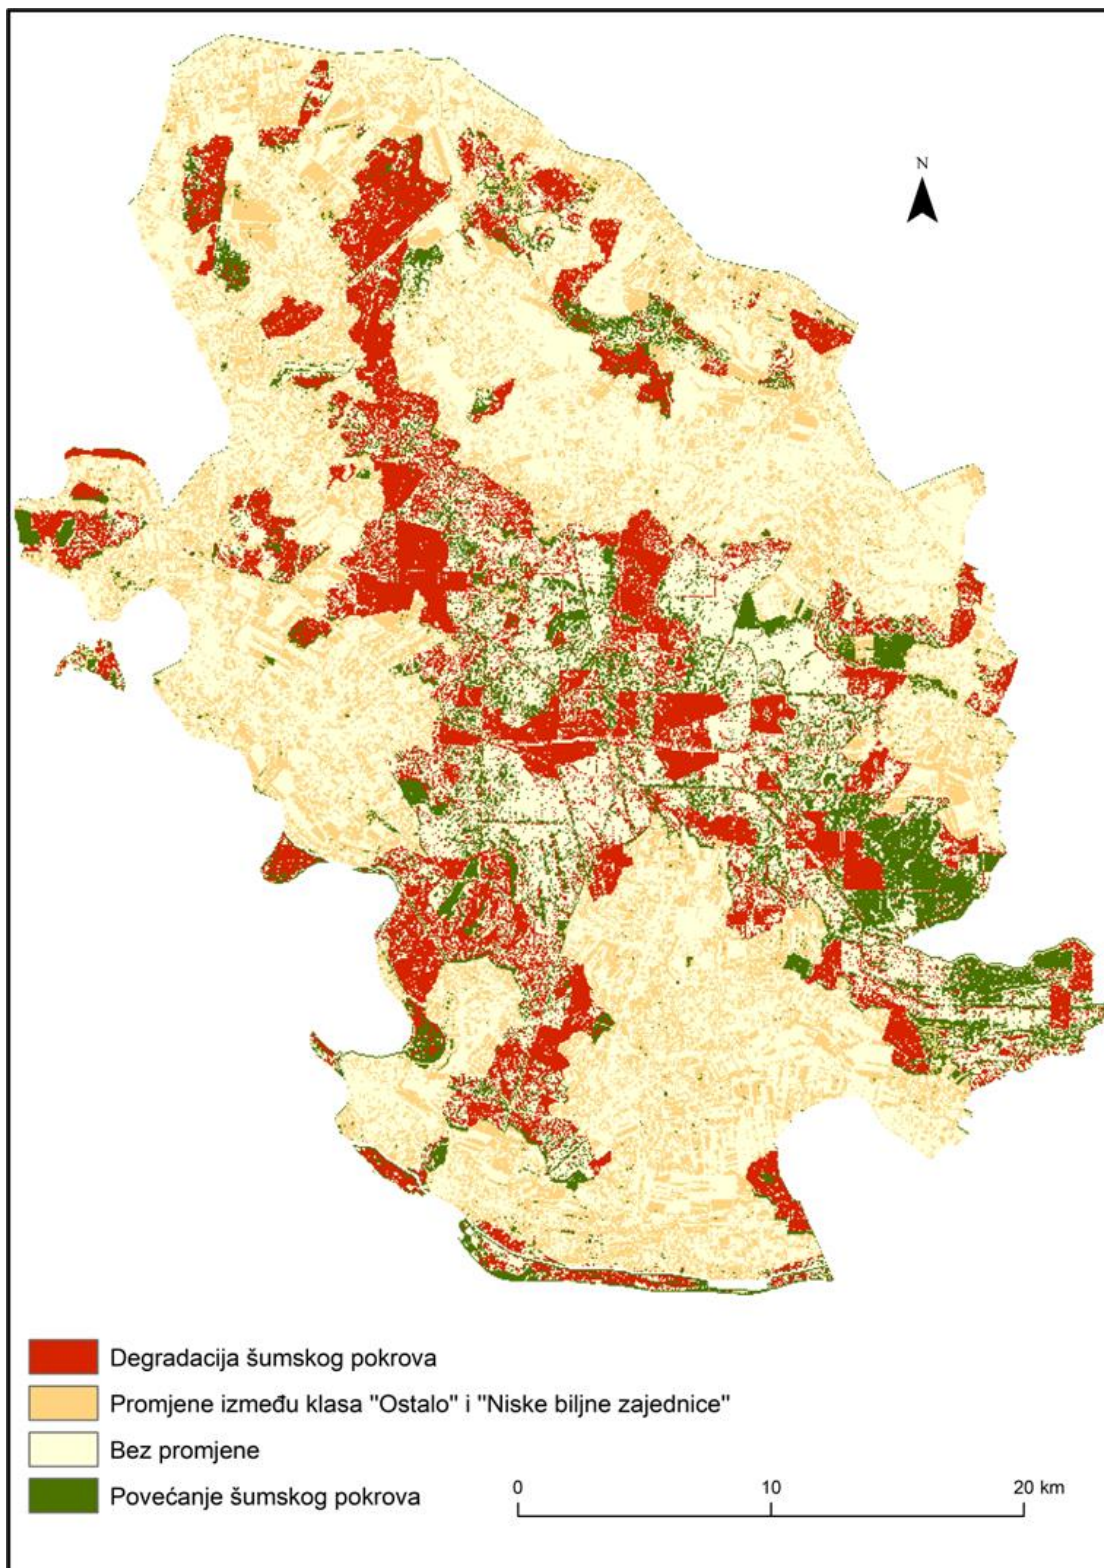 N
Degradacija šumskog pokrova
Promjene između klasa "Ostalo" i "Niske biljne zajednice"
Bez promjene
Povećanje šumskog pokrova
0 10 20 km